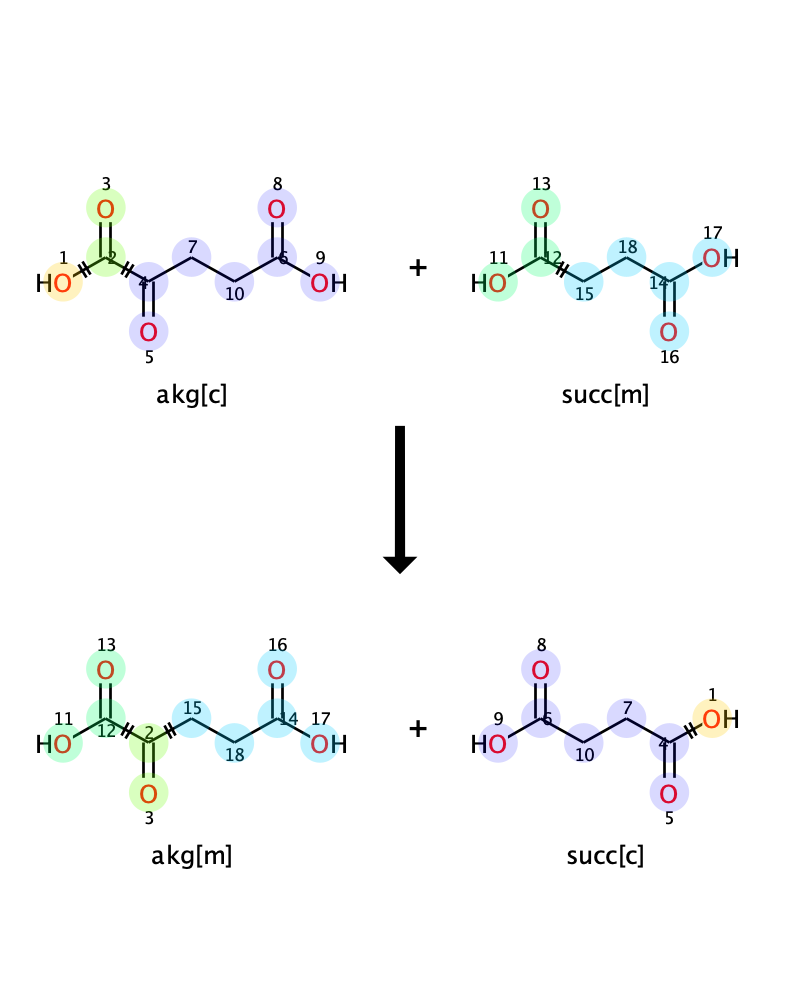 3 8 13
O O O
1 2 7 6 9 11 12 18 17
HO 4 10 OH + HO 15 14 OH
O O
5 16
akg[c] succ[m]
13 16 8
O O O
11 12 2 15 14 17 9 6 7 1
HO 18 OH + HO 10 4 OH
O O
3 5
akg[m] succ[c]